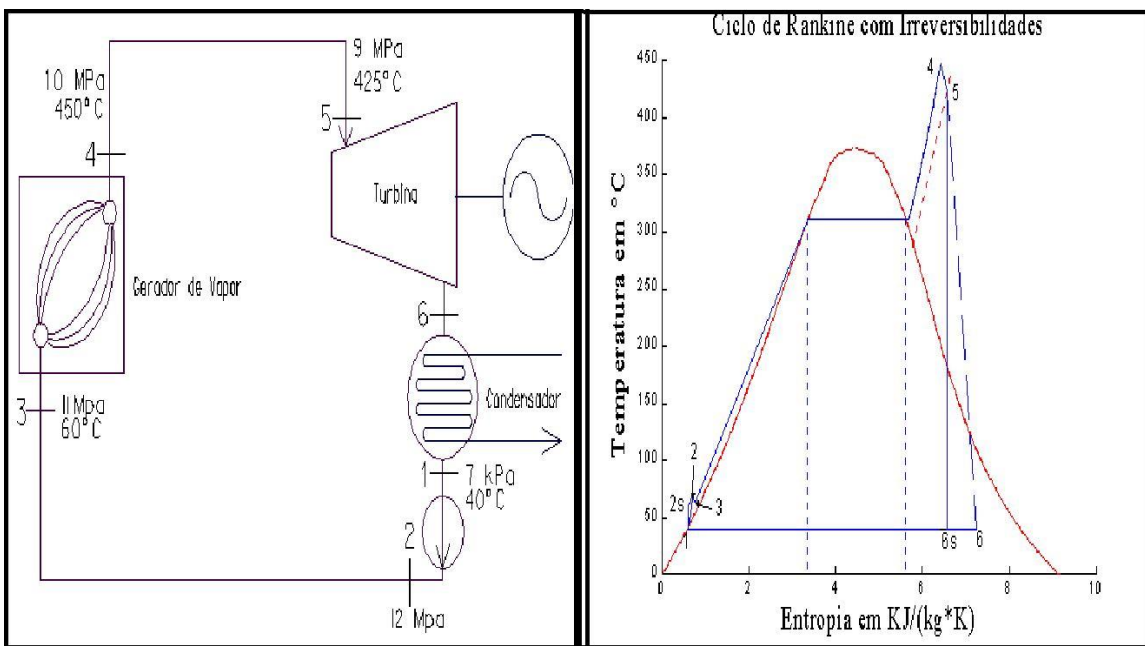 9 MPa
425°C
10 MPa
450°C
5
4
Turbina
Gerador de Vapor
6
3
11 Mpa
60°C
Condensador
1
7 kPa
40°C
2
12 Mpa
Ciclo de Rankine com Irreversibilidades
Temperatura em °C
450
400
350
300
250
200
150
100
50
0
4
5
2
2s
3
1
6s
6
0
2
4
6
8
10
Entropia em KJ/(kg*K)